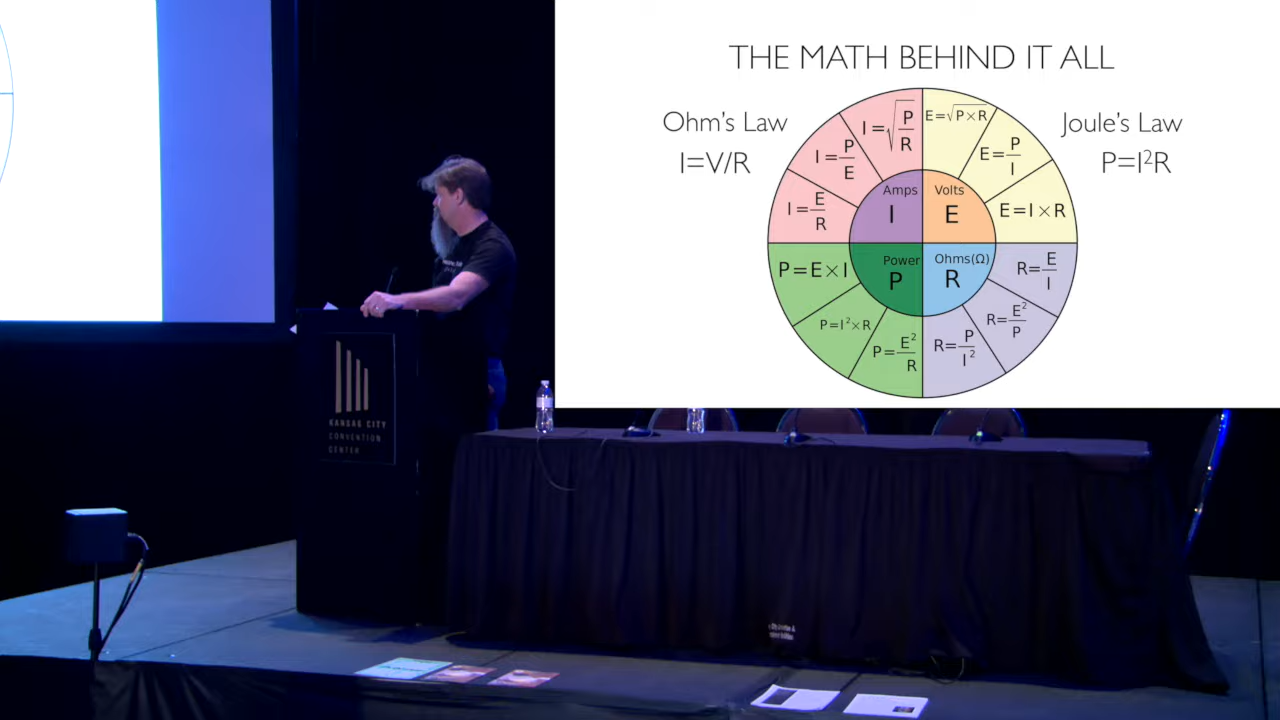 THE MATH BEHIND IT ALL
Ohm's Law
I=V/R
Joule's Law
P=I²R
I=√(P/R)
I=P/E
I=E/R
E=√P×R
E=P/I
E=I×R
Amps
I
Volts
E
Power
P
Ohms(Ω)
R
P=E×I
P=I²×R
P=E²/R
R=E/I
R=E²/P
R=P/I²
KANSAS CITY
CONVENTION
CENTER